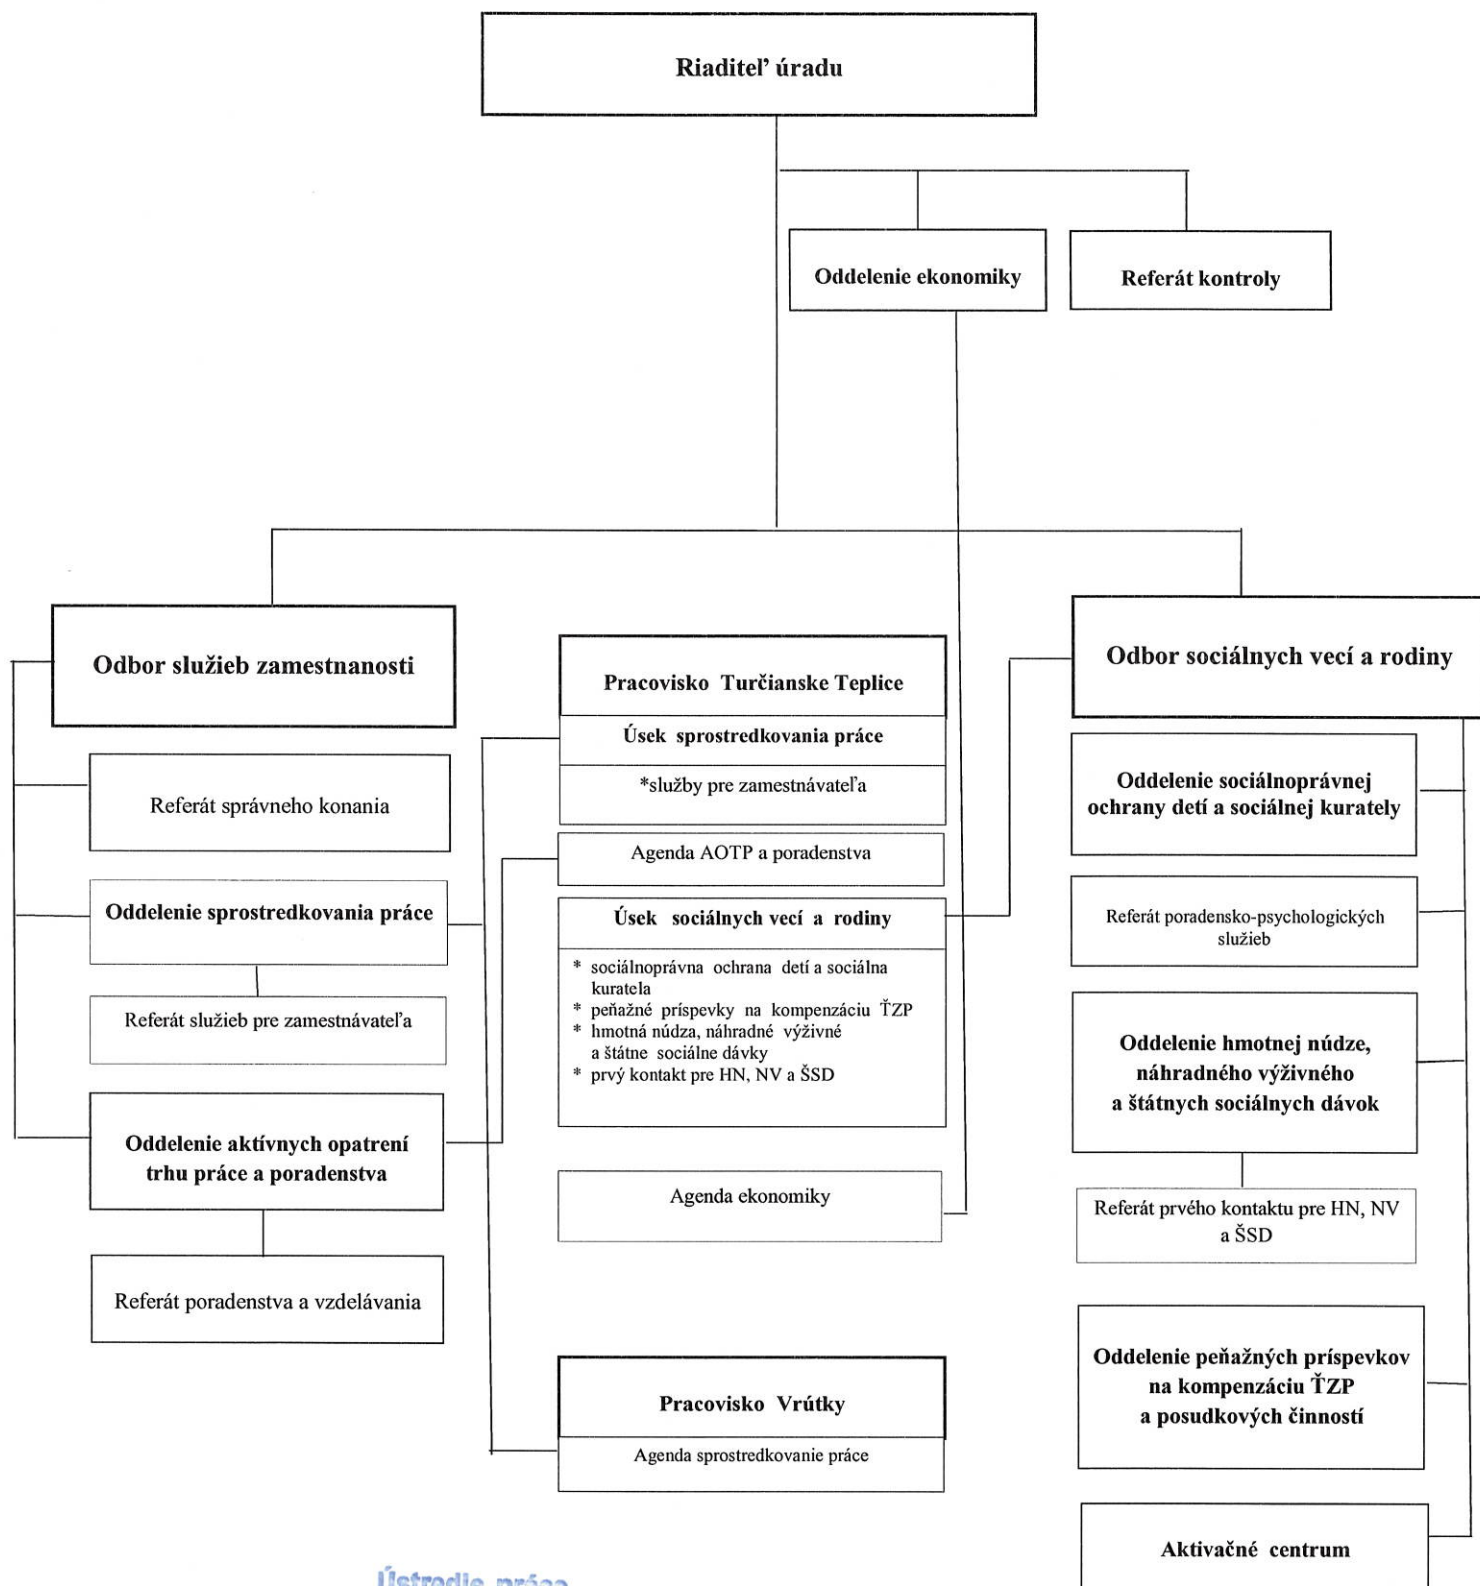 Riaditeľ úradu
Oddelenie ekonomiky
Referát kontroly
Odbor služieb zamestnanosti
Referát správneho konania
Oddelenie sprostredkovania práce
Referát služieb pre zamestnávateľa
Oddelenie aktívnych opatrení
trhu práce a poradenstva
Referát poradenstva a vzdelávania
Pracovisko Turčianske Teplice
Úsek sprostredkovania práce
*služby pre zamestnávateľa
Agenda AOTP a poradenstva
Úsek sociálnych vecí a rodiny
* sociálnoprávna ochrana detí a sociálna
kuratela
* peňažné príspevky na kompenzáciu ŤZP
* hmotná núdza, náhradné výživné
a štátne sociálne dávky
* prvý kontakt pre HN, NV a ŠSD
Agenda ekonomiky
Pracovisko Vrútky
Agenda sprostredkovanie práce
Odbor sociálnych vecí a rodiny
Oddelenie sociálnoprávnej
ochrany detí a sociálnej kurately
Referát poradensko-psychologických
služieb
Oddelenie hmotnej núdze,
náhradného výživného
a štátnych sociálnych dávok
Referát prvého kontaktu pre HN, NV
a ŠSD
Oddelenie peňažných príspevkov
na kompenzáciu ŤZP
a posudkových činností
Aktivačné centrum
Ústredie práce